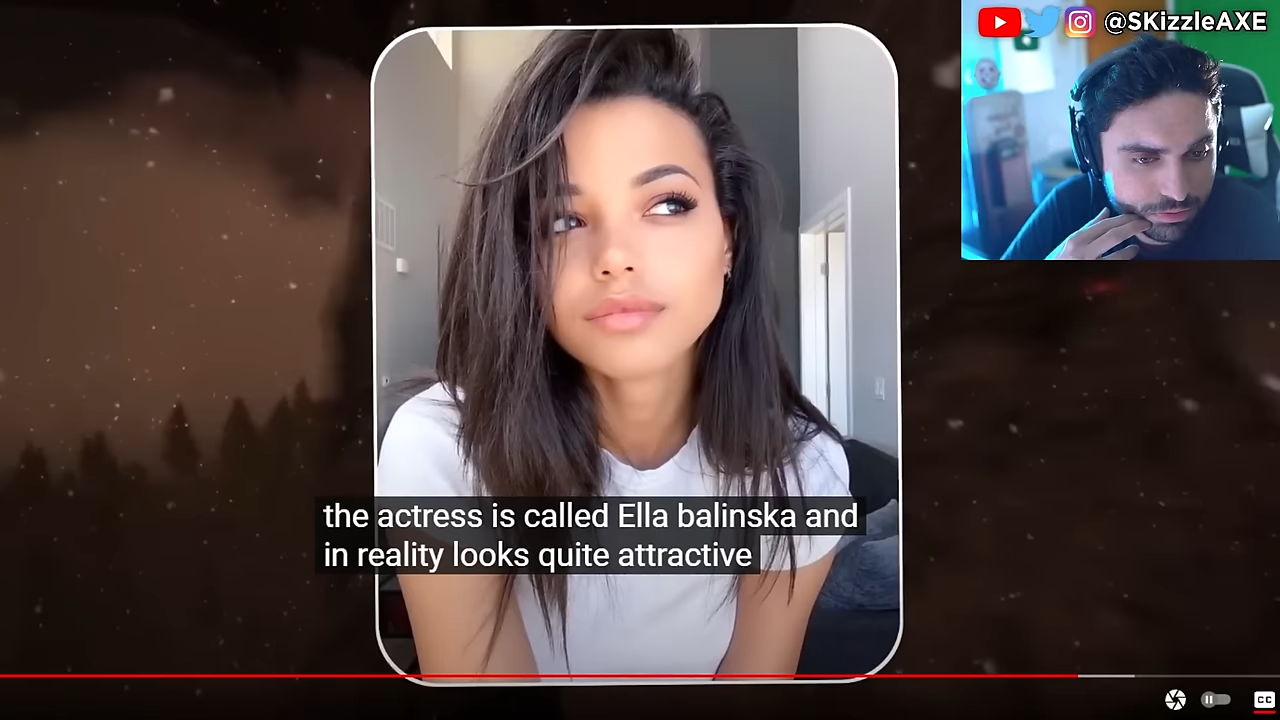 @SKizzleAXE
the actress is called Ella balinska and
in reality looks quite attractive
CC